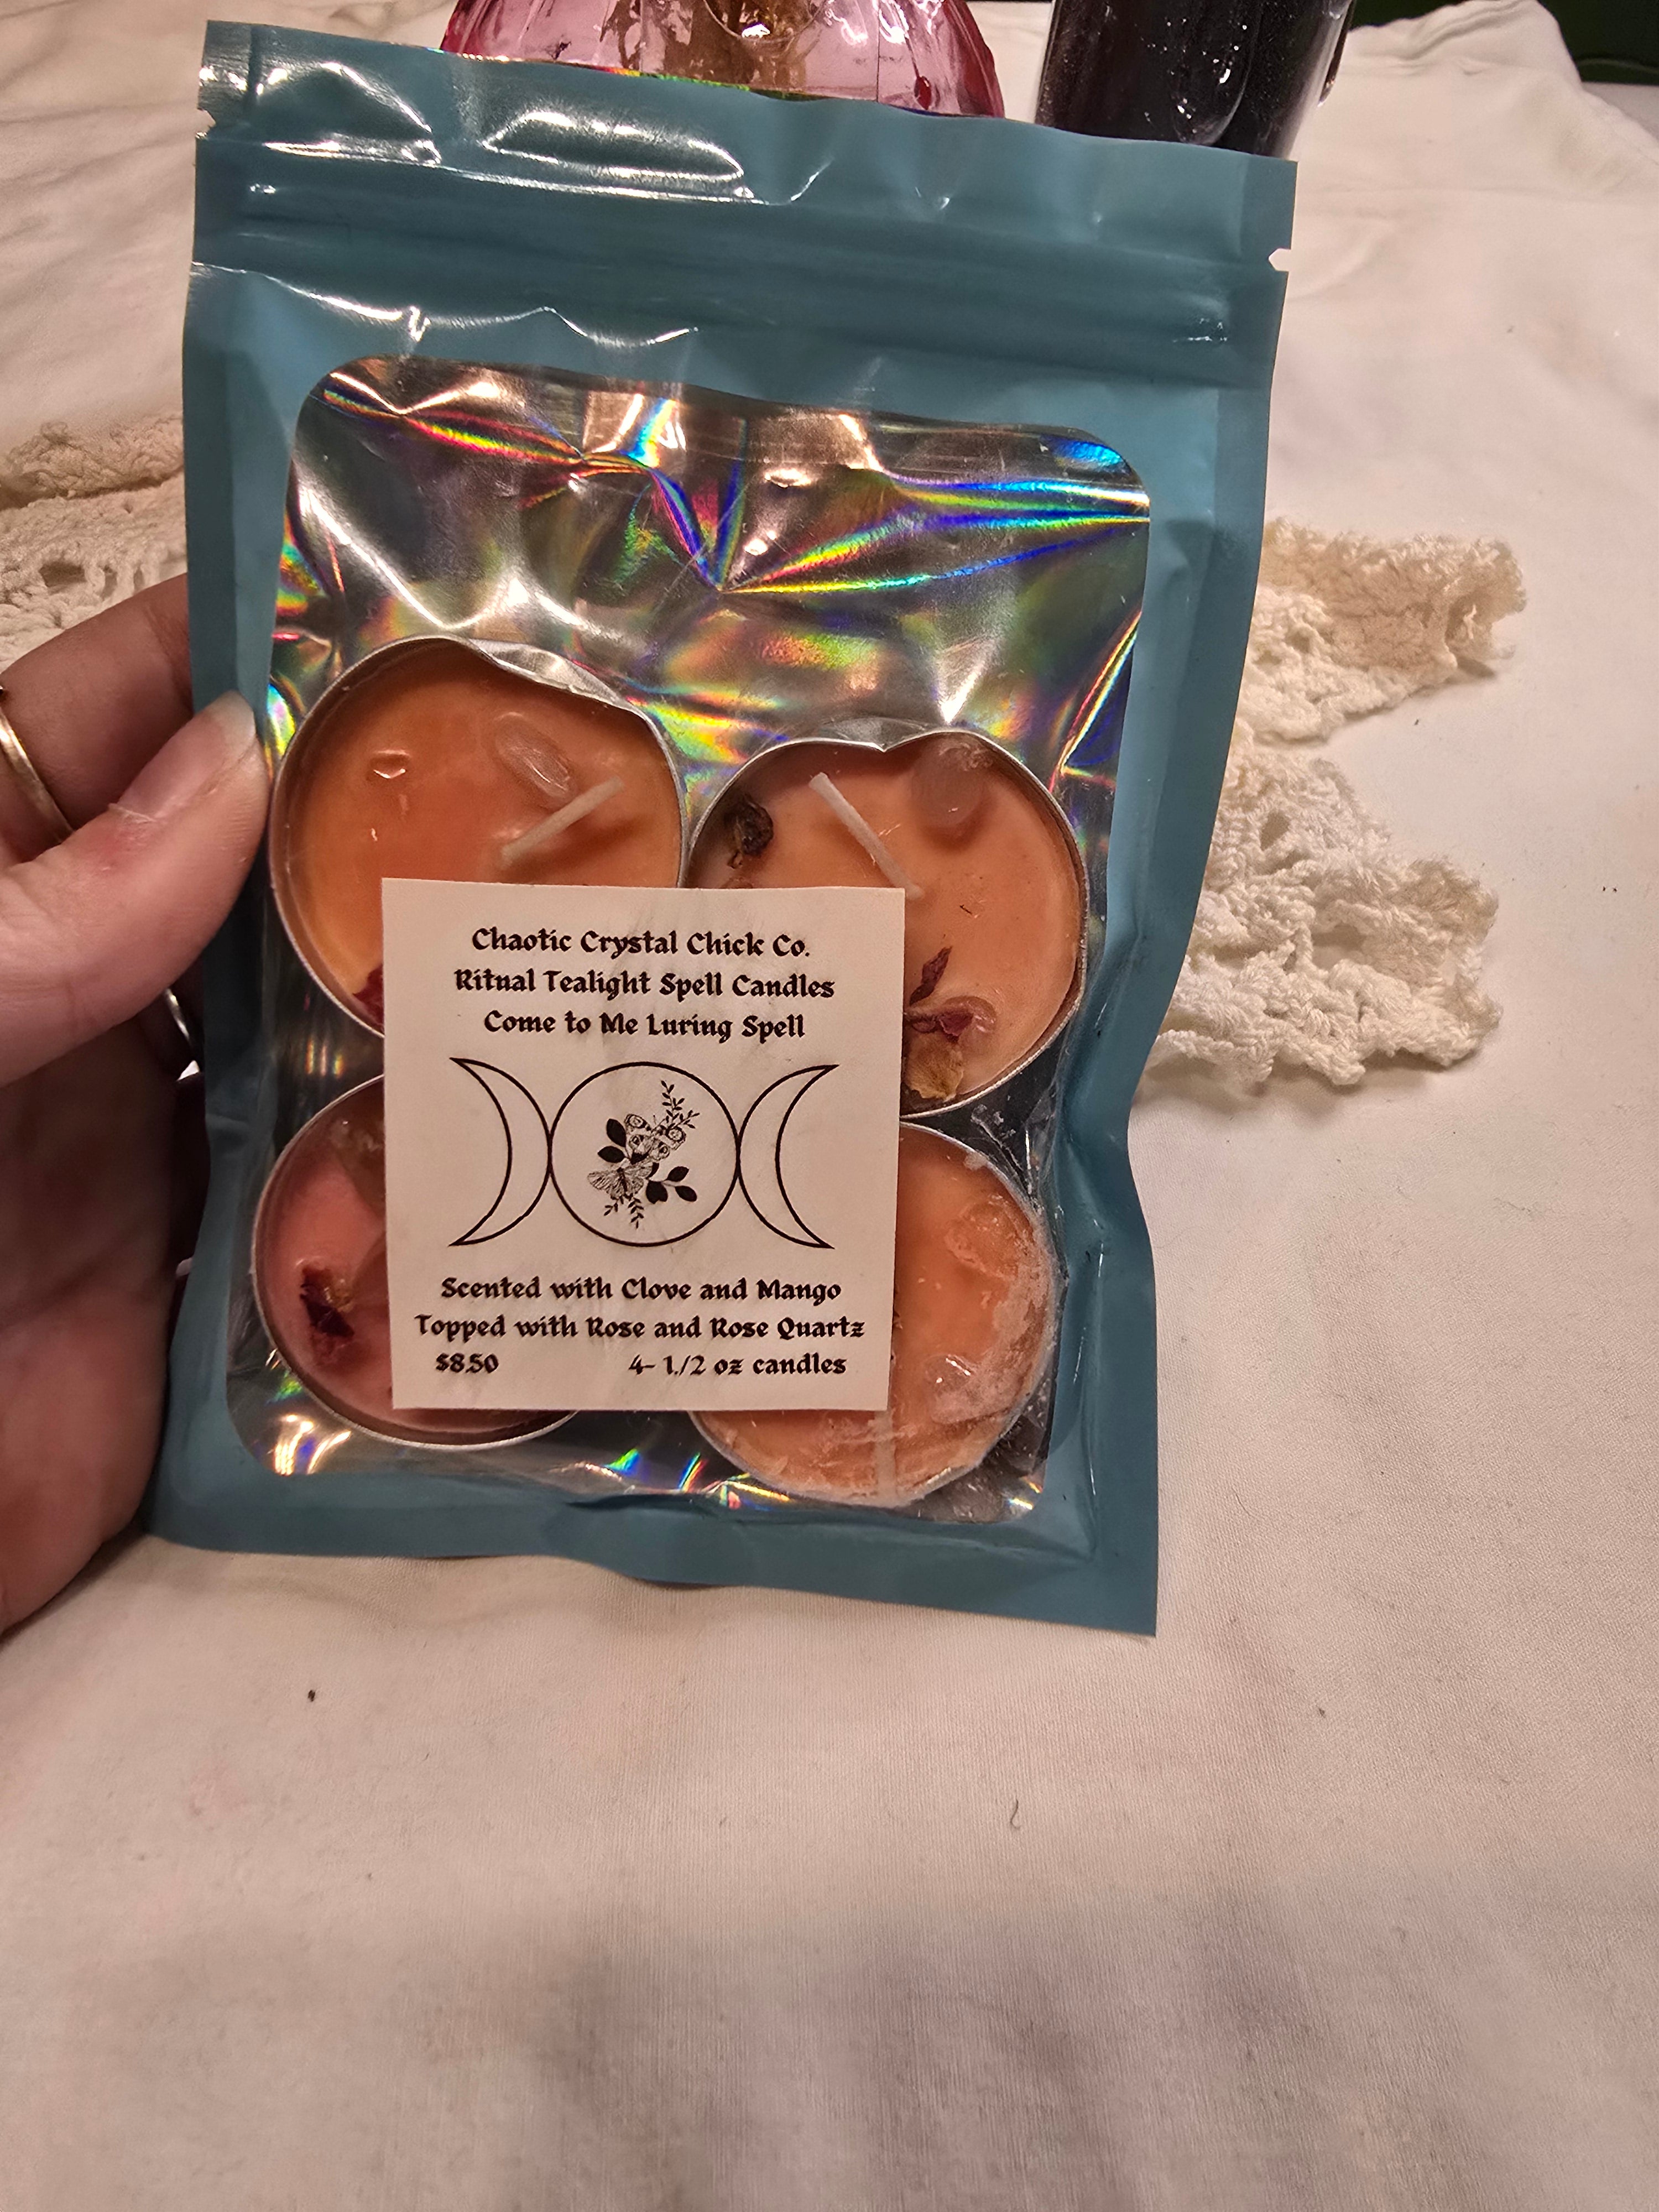 Chaotic Crystal Chick Co.
Ritual Tealight Spell Candles
Come to Me Luring Spell
Scented with Clove and Mango
Topped with Rose and Rose Quartz
$8.50 4- 1./2 oz candles